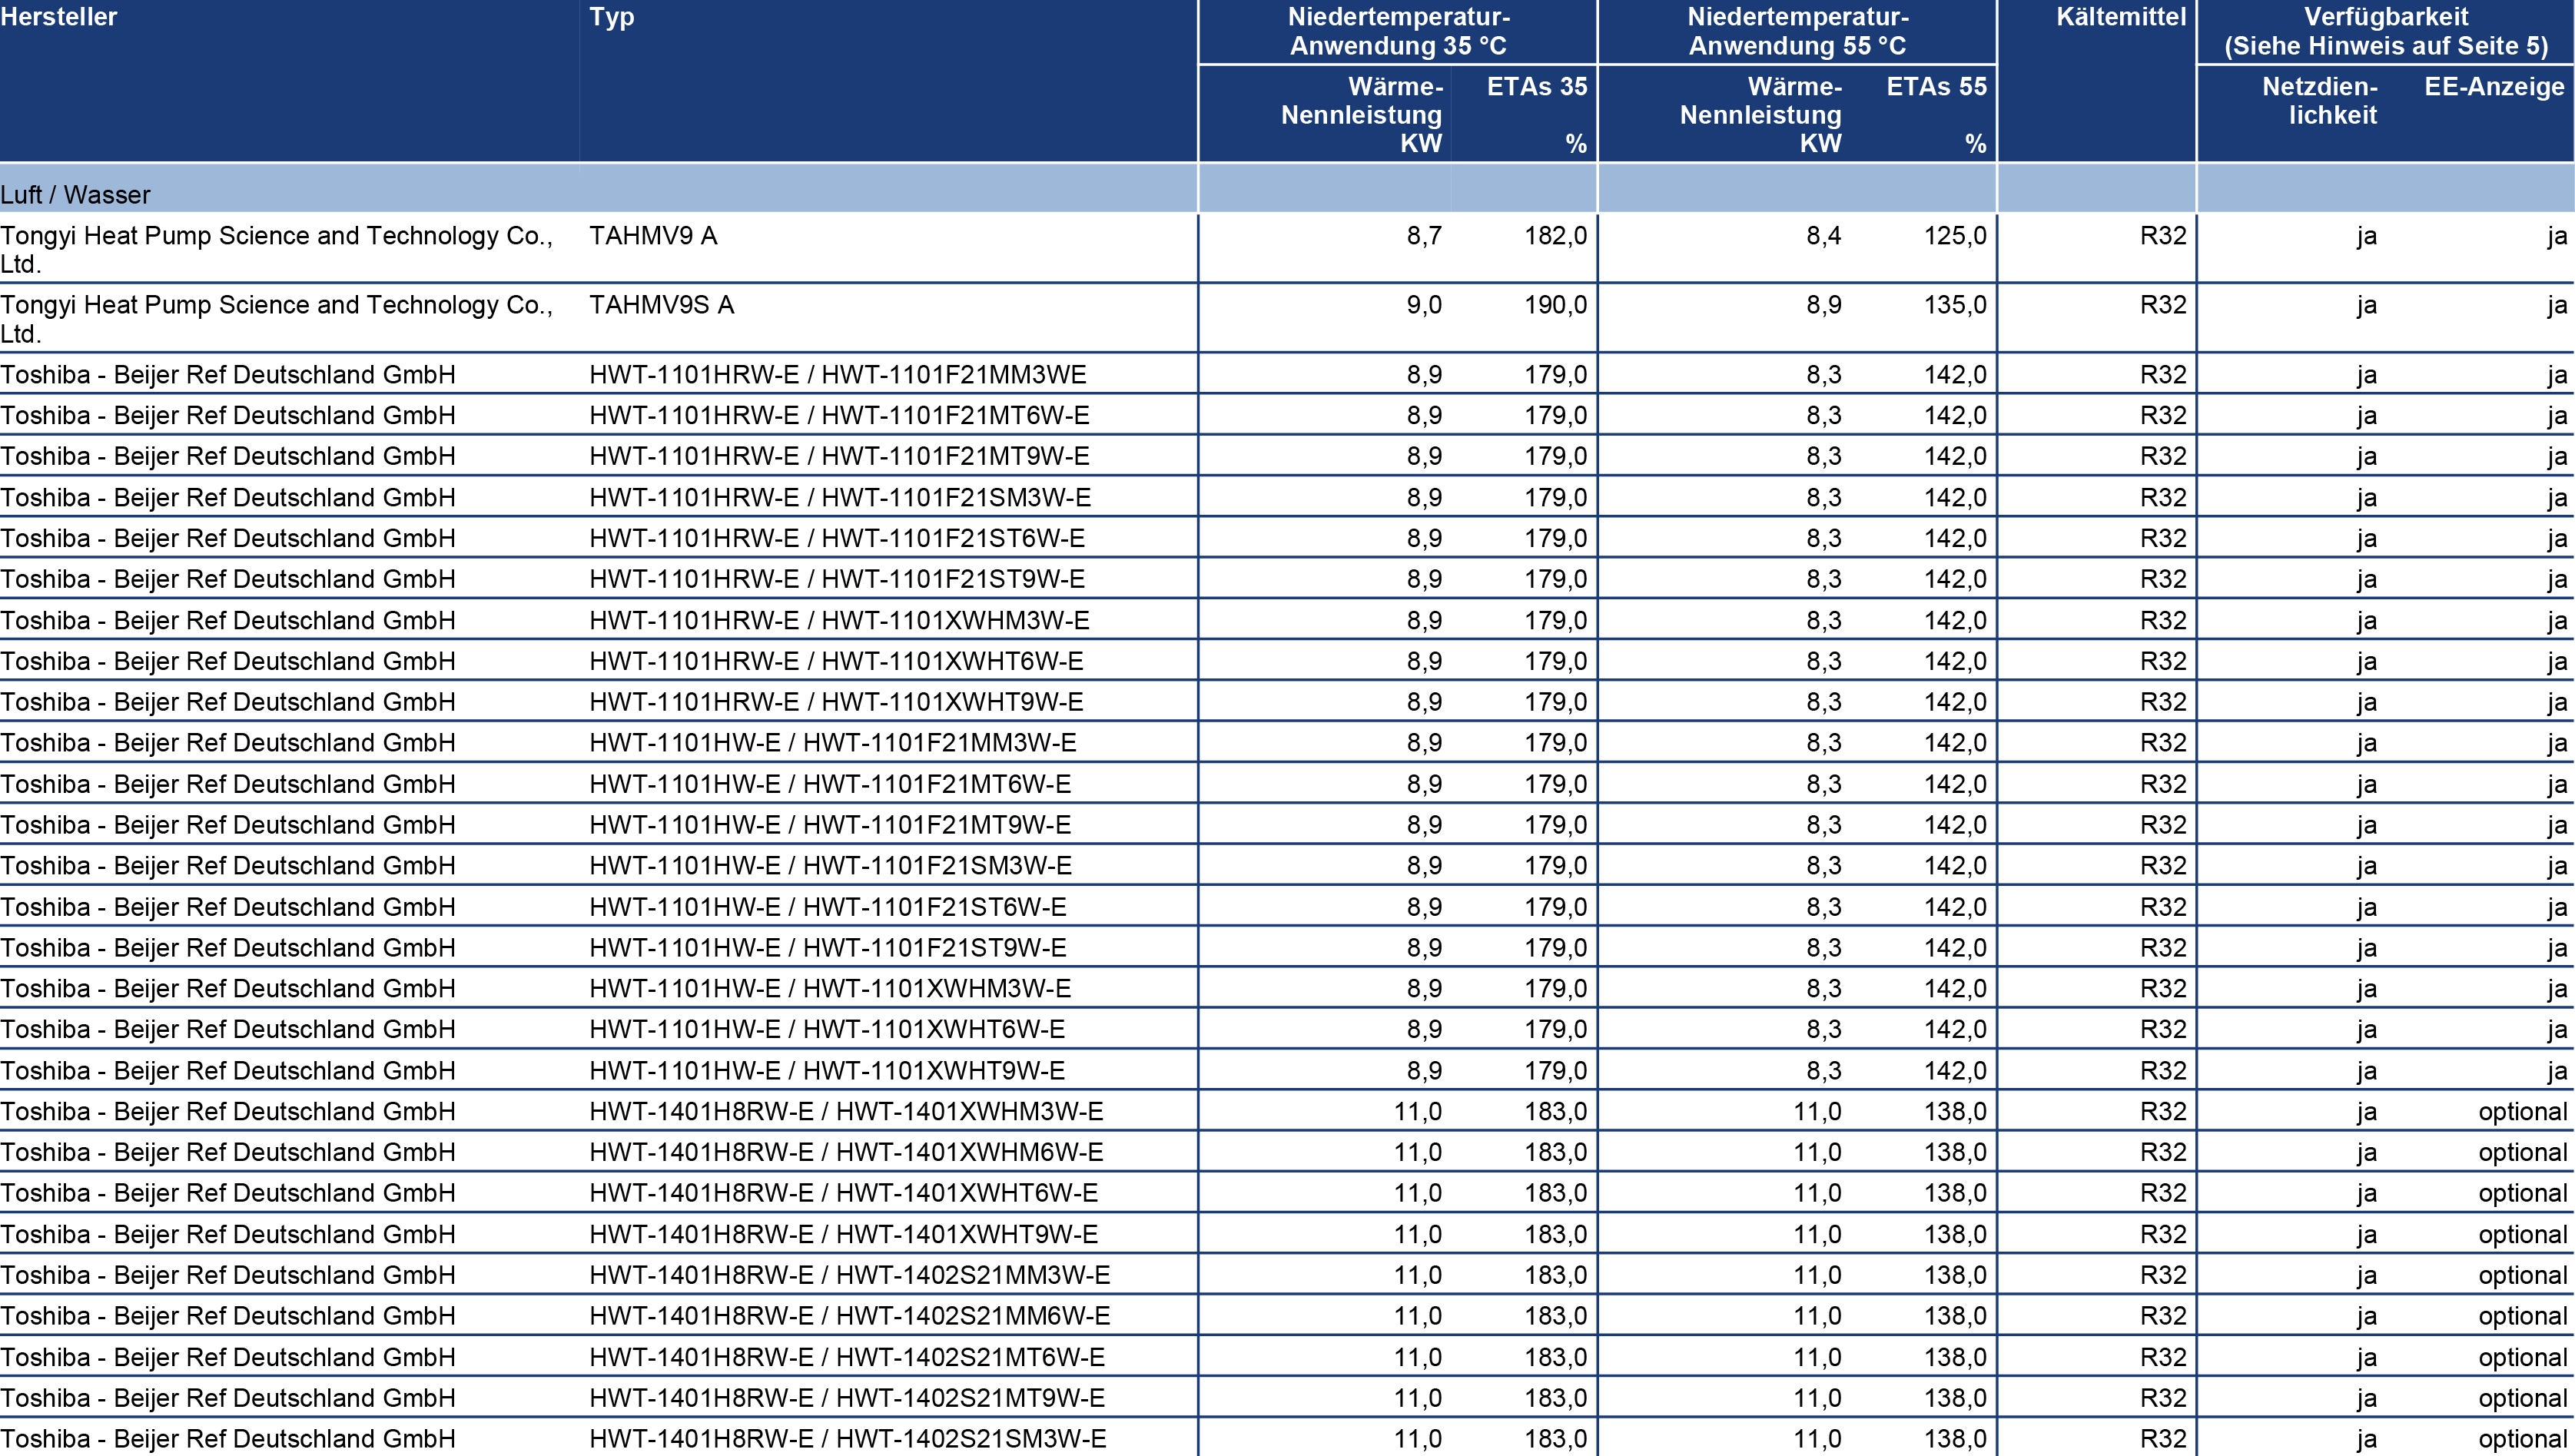 Hersteller Typ Niedertemperatur- Niedertemperatur- Kältemittel Verfügbarkeit
Anwendung 35 °C Anwendung 55 °C (Siehe Hinweis auf Seite 5)
Wärme- ETAs 35 Wärme- ETAs 55 Netzdien- EE-Anzeige
Nennleistung Nennleistung lichkeit
KW % KW %
Luft / Wasser
Tongyi Heat Pump Science and Technology Co., TAHMV9 A 8,7 182,0 8,4 125,0 R32 ja ja
Ltd.
Tongyi Heat Pump Science and Technology Co., TAHMV9S A 9,0 190,0 8,9 135,0 R32 ja ja
Ltd.
Toshiba - Beijer Ref Deutschland GmbH HWT-1101HRW-E / HWT-1101F21MM3WE 8,9 179,0 8,3 142,0 R32 ja ja
Toshiba - Beijer Ref Deutschland GmbH HWT-1101HRW-E / HWT-1101F21MT6W-E 8,9 179,0 8,3 142,0 R32 ja ja
Toshiba - Beijer Ref Deutschland GmbH HWT-1101HRW-E / HWT-1101F21MT9W-E 8,9 179,0 8,3 142,0 R32 ja ja
Toshiba - Beijer Ref Deutschland GmbH HWT-1101HRW-E / HWT-1101F21SM3W-E 8,9 179,0 8,3 142,0 R32 ja ja
Toshiba - Beijer Ref Deutschland GmbH HWT-1101HRW-E / HWT-1101F21ST6W-E 8,9 179,0 8,3 142,0 R32 ja ja
Toshiba - Beijer Ref Deutschland GmbH HWT-1101HRW-E / HWT-1101F21ST9W-E 8,9 179,0 8,3 142,0 R32 ja ja
Toshiba - Beijer Ref Deutschland GmbH HWT-1101HRW-E / HWT-1101XWHM3W-E 8,9 179,0 8,3 142,0 R32 ja ja
Toshiba - Beijer Ref Deutschland GmbH HWT-1101HRW-E / HWT-1101XWHT6W-E 8,9 179,0 8,3 142,0 R32 ja ja
Toshiba - Beijer Ref Deutschland GmbH HWT-1101HRW-E / HWT-1101XWHT9W-E 8,9 179,0 8,3 142,0 R32 ja ja
Toshiba - Beijer Ref Deutschland GmbH HWT-1101HW-E / HWT-1101F21MM3W-E 8,9 179,0 8,3 142,0 R32 ja ja
Toshiba - Beijer Ref Deutschland GmbH HWT-1101HW-E / HWT-1101F21MT6W-E 8,9 179,0 8,3 142,0 R32 ja ja
Toshiba - Beijer Ref Deutschland GmbH HWT-1101HW-E / HWT-1101F21MT9W-E 8,9 179,0 8,3 142,0 R32 ja ja
Toshiba - Beijer Ref Deutschland GmbH HWT-1101HW-E / HWT-1101F21SM3W-E 8,9 179,0 8,3 142,0 R32 ja ja
Toshiba - Beijer Ref Deutschland GmbH HWT-1101HW-E / HWT-1101F21ST6W-E 8,9 179,0 8,3 142,0 R32 ja ja
Toshiba - Beijer Ref Deutschland GmbH HWT-1101HW-E / HWT-1101F21ST9W-E 8,9 179,0 8,3 142,0 R32 ja ja
Toshiba - Beijer Ref Deutschland GmbH HWT-1101HW-E / HWT-1101XWHM3W-E 8,9 179,0 8,3 142,0 R32 ja ja
Toshiba - Beijer Ref Deutschland GmbH HWT-1101HW-E / HWT-1101XWHT6W-E 8,9 179,0 8,3 142,0 R32 ja ja
Toshiba - Beijer Ref Deutschland GmbH HWT-1101HW-E / HWT-1101XWHT9W-E 8,9 179,0 8,3 142,0 R32 ja ja
Toshiba - Beijer Ref Deutschland GmbH HWT-1401H8RW-E / HWT-1401XWHM3W-E 11,0 183,0 11,0 138,0 R32 ja optional
Toshiba - Beijer Ref Deutschland GmbH HWT-1401H8RW-E / HWT-1401XWHM6W-E 11,0 183,0 11,0 138,0 R32 ja optional
Toshiba - Beijer Ref Deutschland GmbH HWT-1401H8RW-E / HWT-1401XWHT6W-E 11,0 183,0 11,0 138,0 R32 ja optional
Toshiba - Beijer Ref Deutschland GmbH HWT-1401H8RW-E / HWT-1401XWHT9W-E 11,0 183,0 11,0 138,0 R32 ja optional
Toshiba - Beijer Ref Deutschland GmbH HWT-1401H8RW-E / HWT-1402S21MM3W-E 11,0 183,0 11,0 138,0 R32 ja optional
Toshiba - Beijer Ref Deutschland GmbH HWT-1401H8RW-E / HWT-1402S21MM6W-E 11,0 183,0 11,0 138,0 R32 ja optional
Toshiba - Beijer Ref Deutschland GmbH HWT-1401H8RW-E / HWT-1402S21MT6W-E 11,0 183,0 11,0 138,0 R32 ja optional
Toshiba - Beijer Ref Deutschland GmbH HWT-1401H8RW-E / HWT-1402S21MT9W-E 11,0 183,0 11,0 138,0 R32 ja optional
Toshiba - Beijer Ref Deutschland GmbH HWT-1401H8RW-E / HWT-1402S21SM3W-E 11,0 183,0 11,0 138,0 R32 ja optional